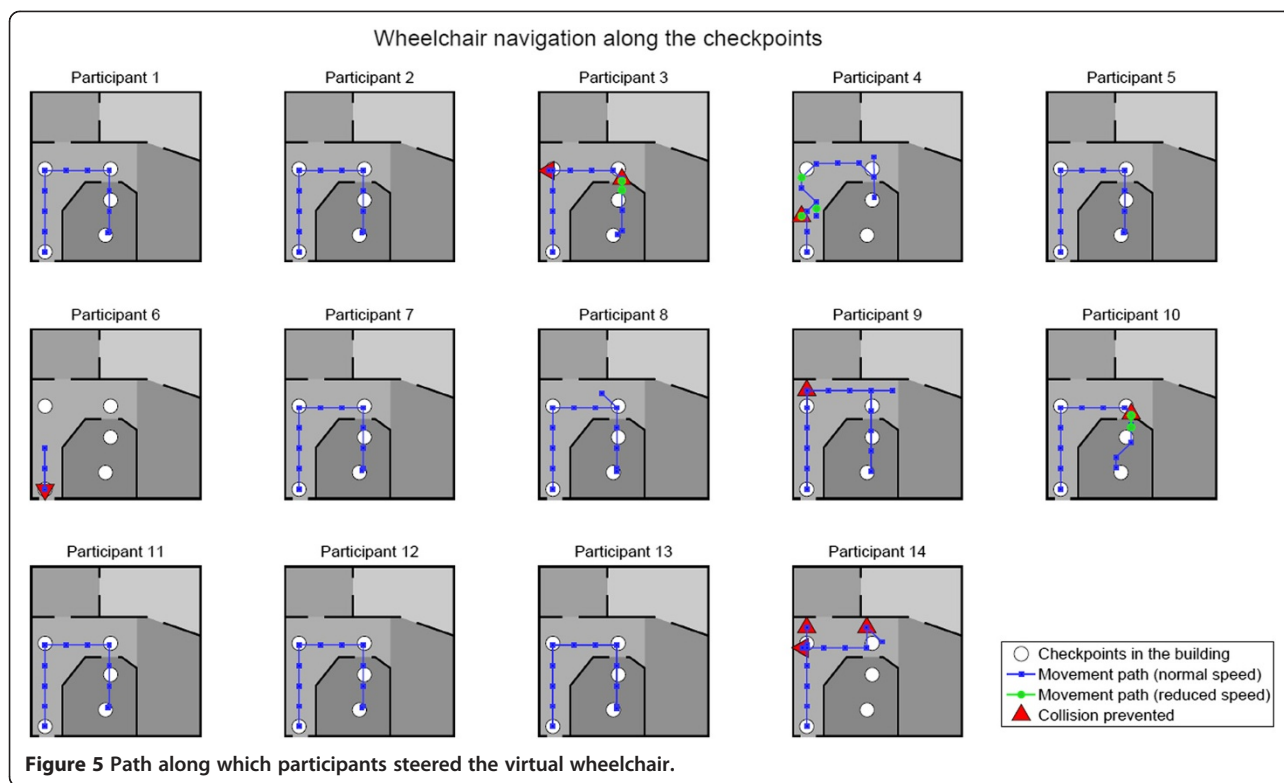 Wheelchair navigation along the checkpoints
Participant 1
Participant 2
Participant 3
Participant 4
Participant 5
Participant 6
Participant 7
Participant 8
Participant 9
Participant 10
Participant 11
Participant 12
Participant 13
Participant 14
Checkpoints in the building
Movement path (normal speed)
Movement path (reduced speed)
Collision prevented
Figure 5 Path along which participants steered the virtual wheelchair.